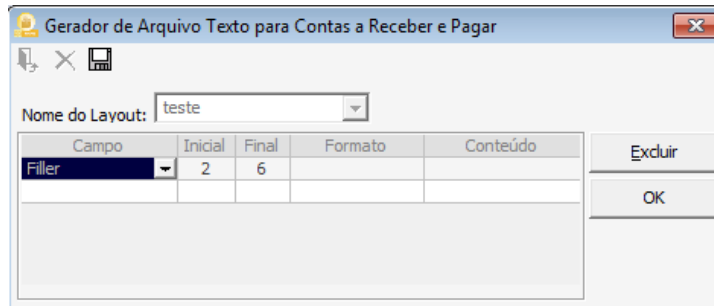 Gerador de Arquivo Texto para Contas a Receber e Pagar
Nome do Layout: teste
Campo Inicial Final Formato Conteúdo
Filler 2 6
Excluir
OK